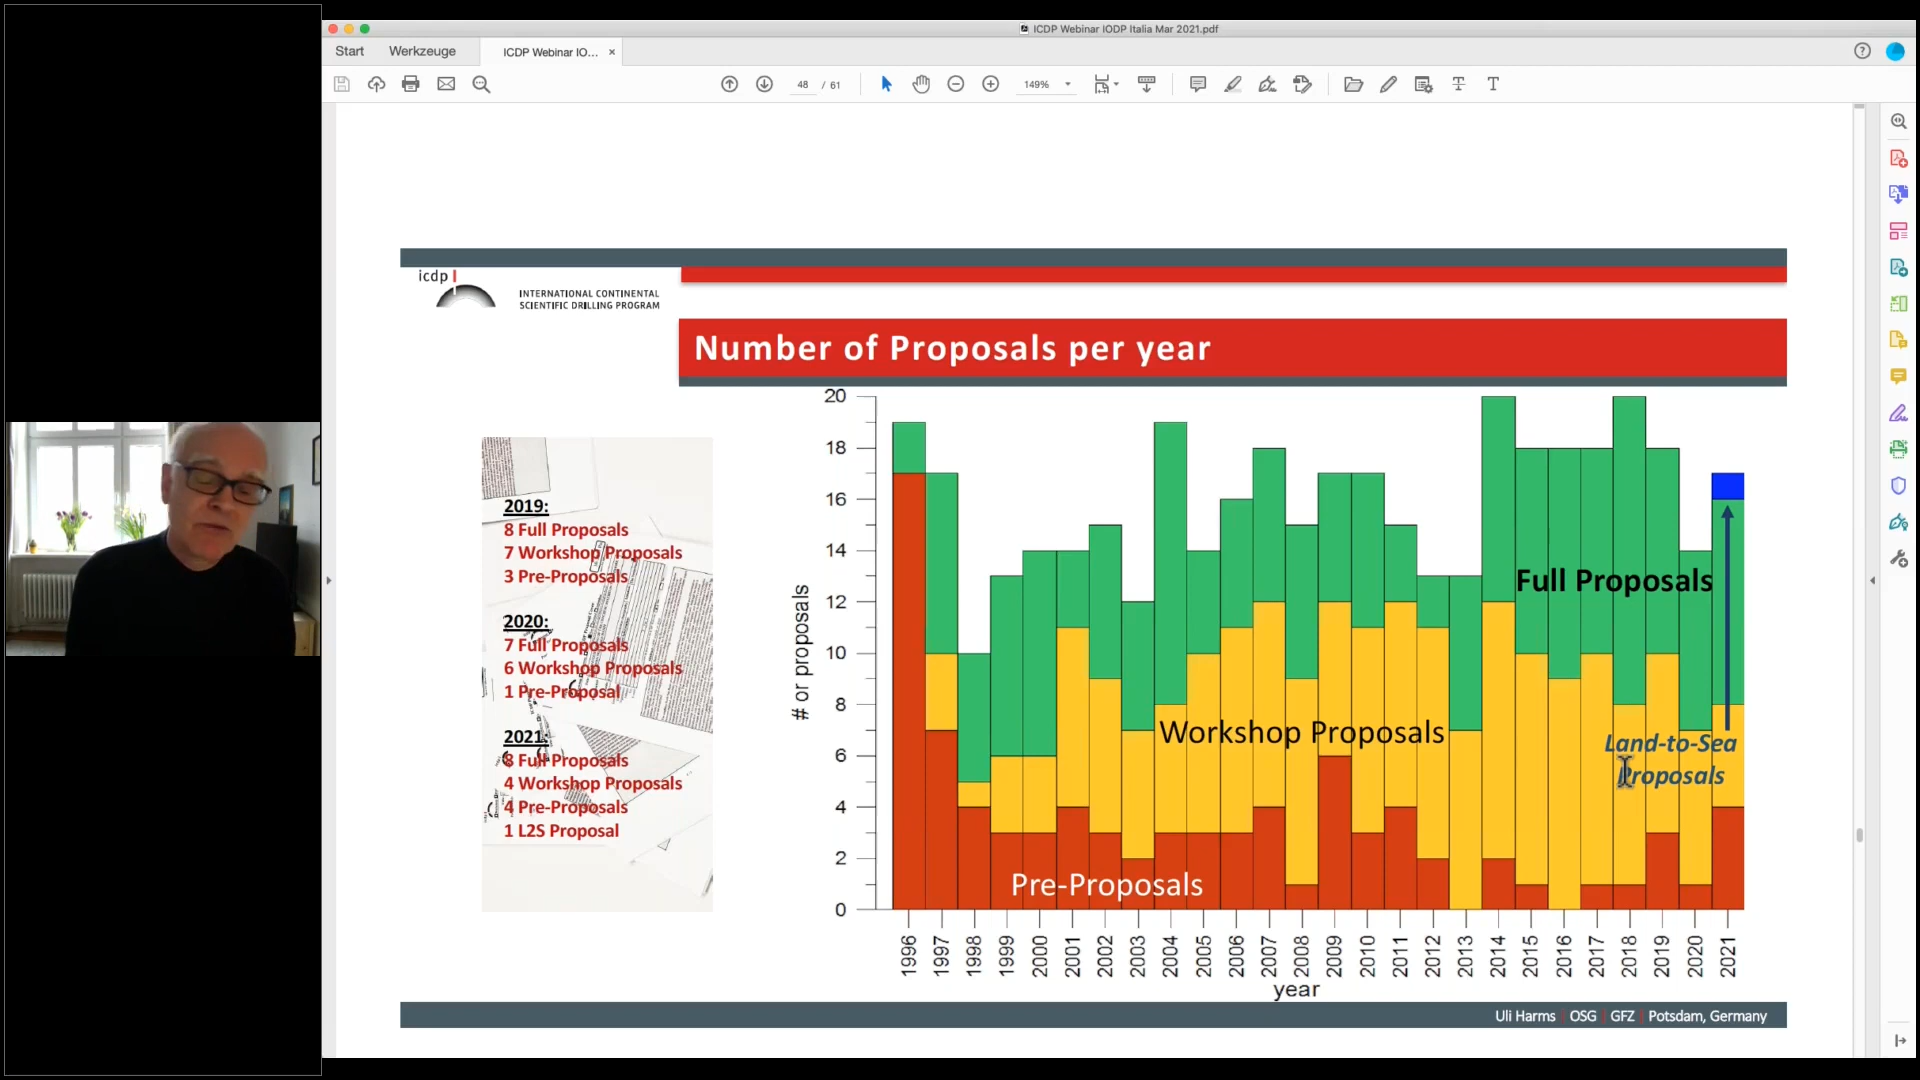 ICDP Webinar IODP Italia Mar 2021.pdf
Start
Werkzeuge
ICDP Webinar IO...
48 / 61
149%
icdp
INTERNATIONAL CONTINENTAL
SCIENTIFIC DRILLING PROGRAM
Number of Proposals per year
2019:
8 Full Proposals
7 Workshop Proposals
3 Pre-Proposals
2020:
7 Full Proposals
6 Workshop Proposals
1 Pre-Proposal
2021:
8 Full Proposals
4 Workshop Proposals
4 Pre-Proposals
1 L2S Proposal
# or proposals
20
18
16
14
12
10
8
6
4
2
0
Full Proposals
Workshop Proposals
Land-to-Sea
Proposals
Pre-Proposals
1996 1997 1998 1999 2000 2001 2002 2003 2004 2005 2006 2007 2008 2009 2010 2011 2012 2013 2014 2015 2016 2017 2018 2019 2020 2021
year
Uli Harms | OSG | GFZ | Potsdam, Germany